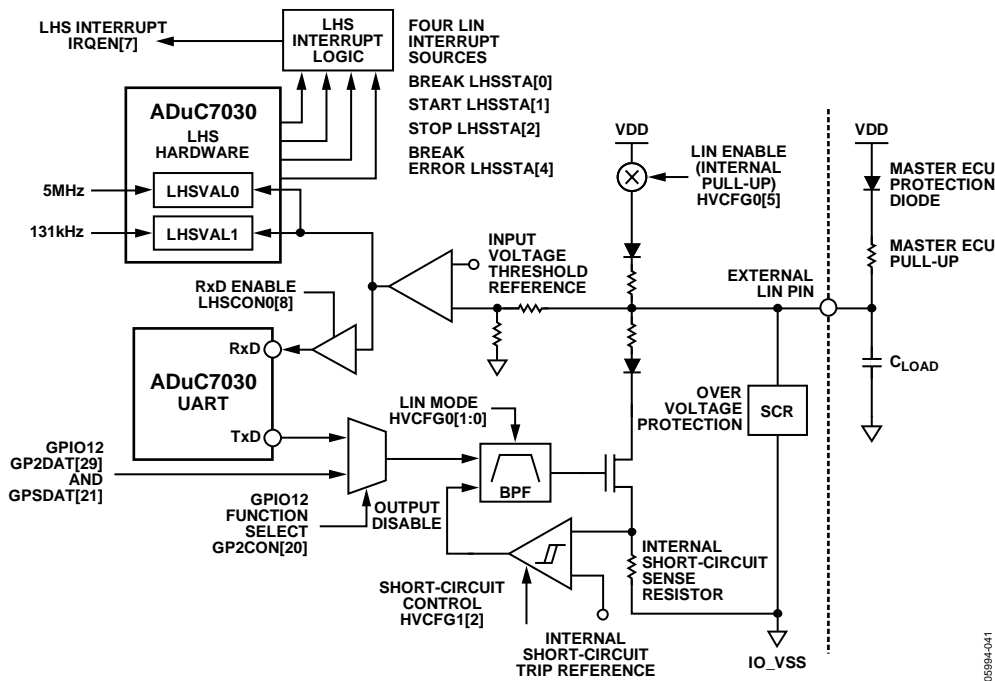 LHS INTERRUPT
IRQEN[7]
LHS
INTERRUPT
LOGIC
FOUR LIN
INTERRUPT
SOURCES
BREAK LHSSTA[0]
START LHSSTA[1]
STOP LHSSTA[2]
BREAK
ERROR LHSSTA[4]
ADuC7030
LHS
HARDWARE
5MHz
LHSVAL0
131kHz
LHSVAL1
VDD
LIN ENABLE
(INTERNAL
PULL-UP)
HVCFG0[5]
VDD
MASTER ECU
PROTECTION
DIODE
MASTER ECU
PULL-UP
INPUT
VOLTAGE
THRESHOLD
REFERENCE
EXTERNAL
LIN PIN
RxD ENABLE
LHSCON0[8]
RxD
ADuC7030
UART
TxD
CLOAD
OVER
VOLTAGE
PROTECTION
SCR
LIN MODE
HVCFG0[1:0]
BPF
GPIO12
GP2DAT[29]
AND
GPSDAT[21]
GPIO12
FUNCTION
SELECT
GP2CON[20]
OUTPUT
DISABLE
SHORT-CIRCUIT
CONTROL
HVCFG1[2]
INTERNAL
SHORT-CIRCUIT
SENSE
RESISTOR
INTERNAL
SHORT-CIRCUIT
TRIP REFERENCE
IO_VSS
05994-041